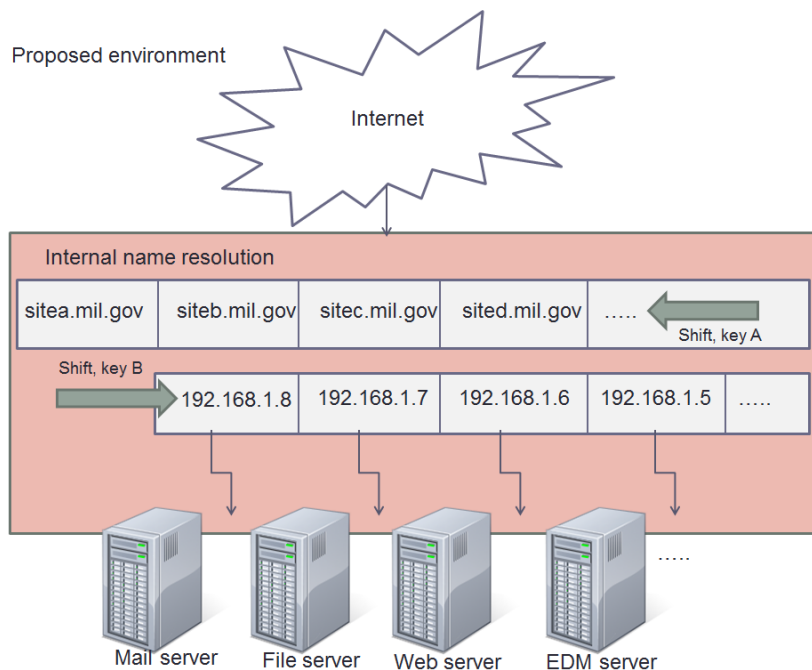 Proposed environment
Internet
Internal name resolution
sitea.mil.gov siteb.mil.gov sitec.mil.gov sited.mil.gov .....
Shift, key A
Shift, key B
192.168.1.8 192.168.1.7 192.168.1.6 192.168.1.5 .....
.....
Mail server File server Web server EDM server